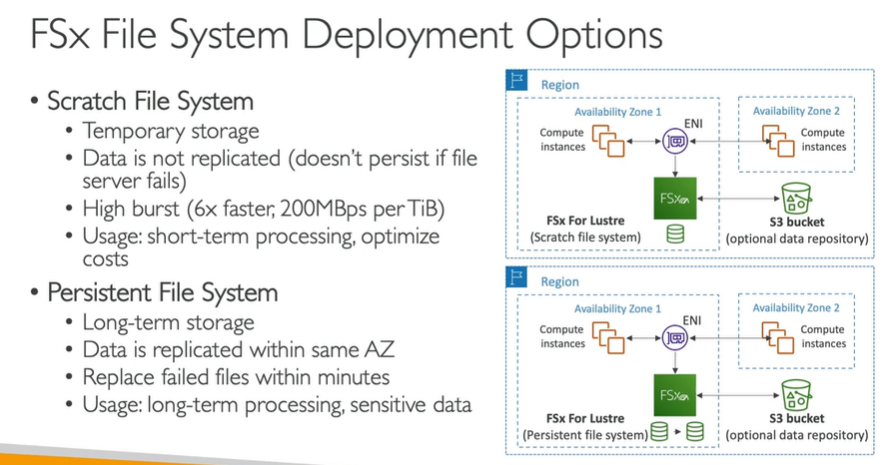 FSx File System Deployment Options
• Scratch File System
• Temporary storage
• Data is not replicated (doesn't persist if file
server fails)
• High burst (6x faster, 200MBps per TiB)
• Usage: short-term processing, optimize
costs
• Persistent File System
• Long-term storage
• Data is replicated within same AZ
• Replace failed files within minutes
• Usage: long-term processing, sensitive data
Region
Availability Zone 1
Availability Zone 2
ENI
Compute
instances
Compute
instances
FSx
FSx For Lustre
(Scratch file system)
S3 bucket
(optional data repository)
Region
Availability Zone 1
Availability Zone 2
ENI
Compute
instances
Compute
instances
FSx
FSx For Lustre
(Persistent file system)
S3 bucket
(optional data repository)